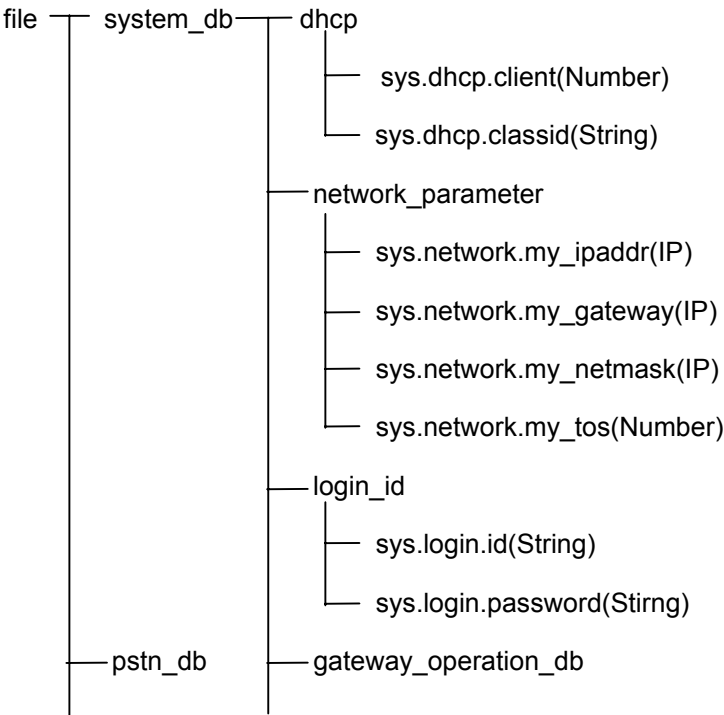 file system_db dhcp
sys.dhcp.client(Number)
sys.dhcp.classid(String)
network_parameter
sys.network.my_ipaddr(IP)
sys.network.my_gateway(IP)
sys.network.my_netmask(IP)
sys.network.my_tos(Number)
login_id
sys.login.id(String)
sys.login.password(Stirng)
pstn_db gateway_operation_db